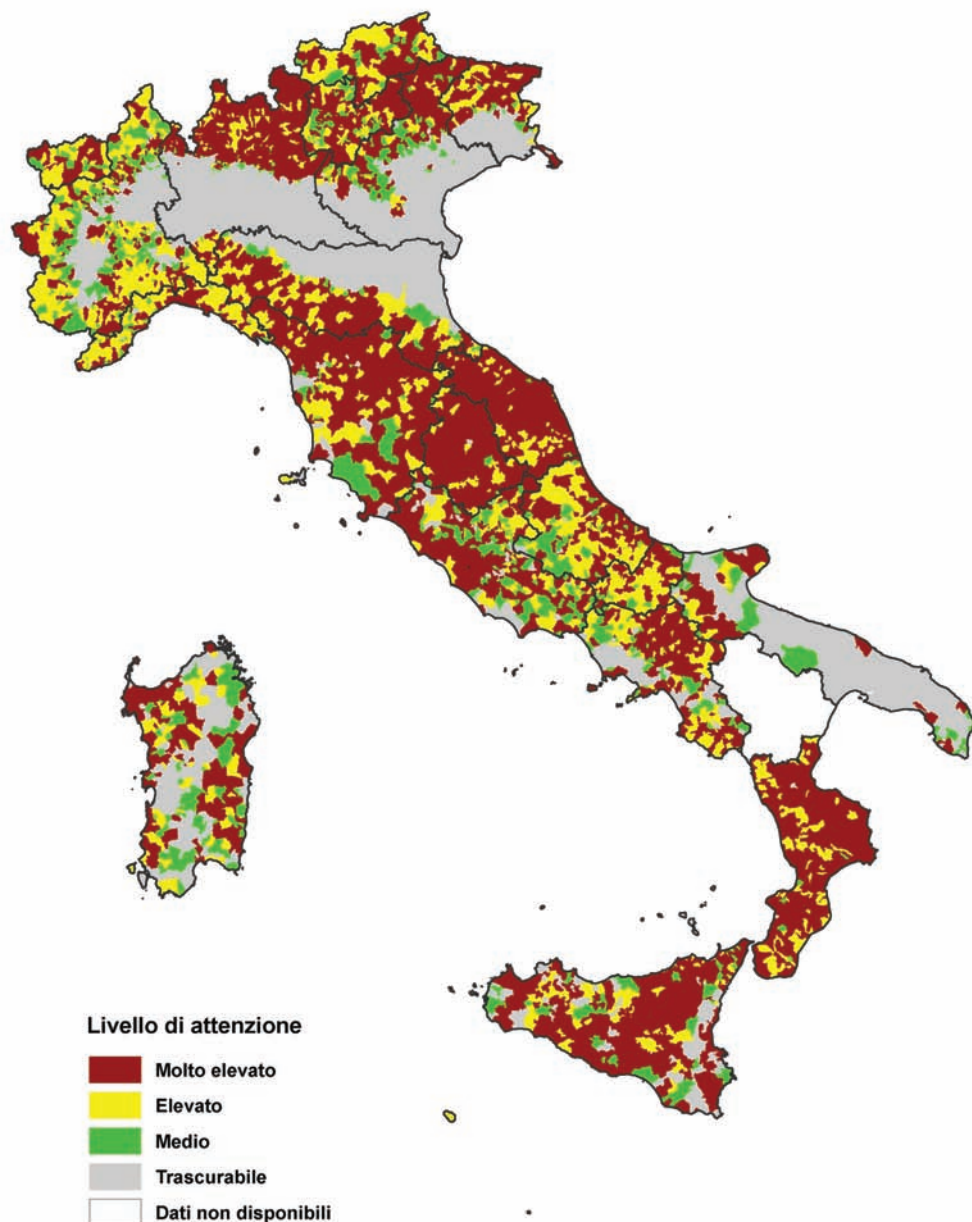 Livello di attenzione
Molto elevato
Elevato
Medio
Trascurabile
Dati non disponibili